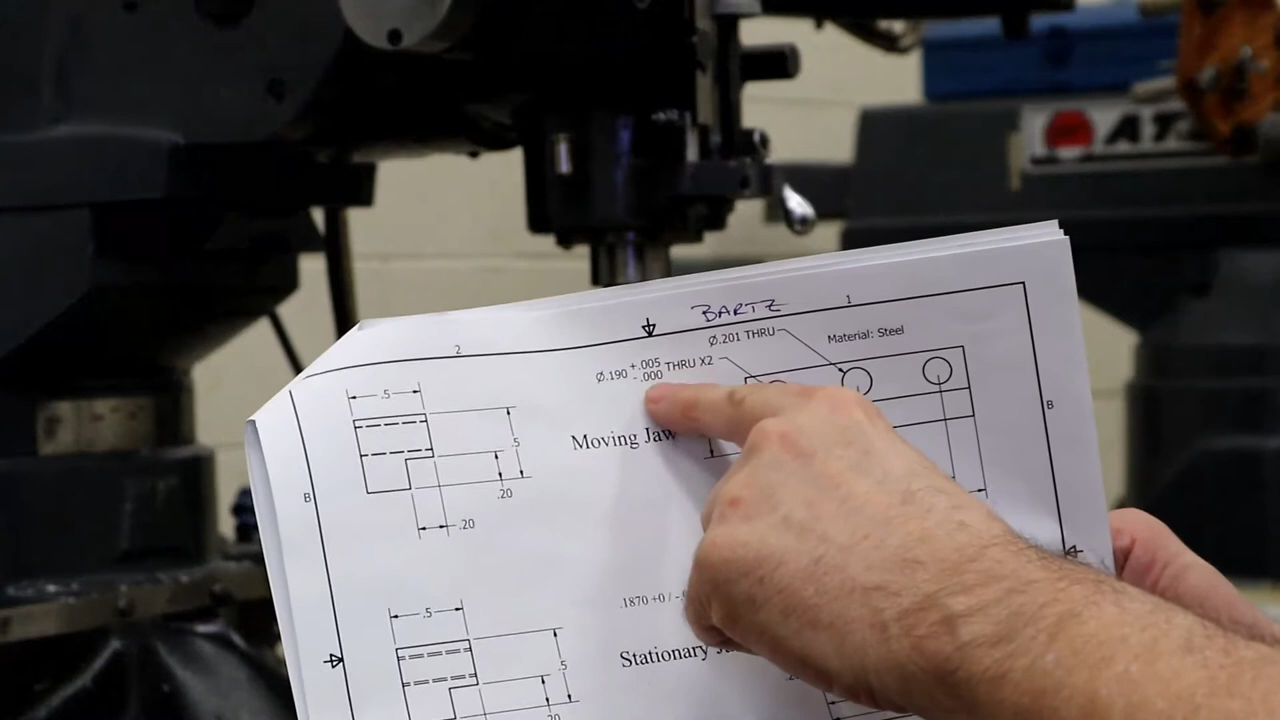 AT
BARTZ
1
2
Ø.201 THRU
Material: Steel
Ø.190 +.005 -.000 THRU X2
.5
.5
B
Moving Jaw
.20
B
.20
.1870 +0 / -
.5
.5
Stationary
.20